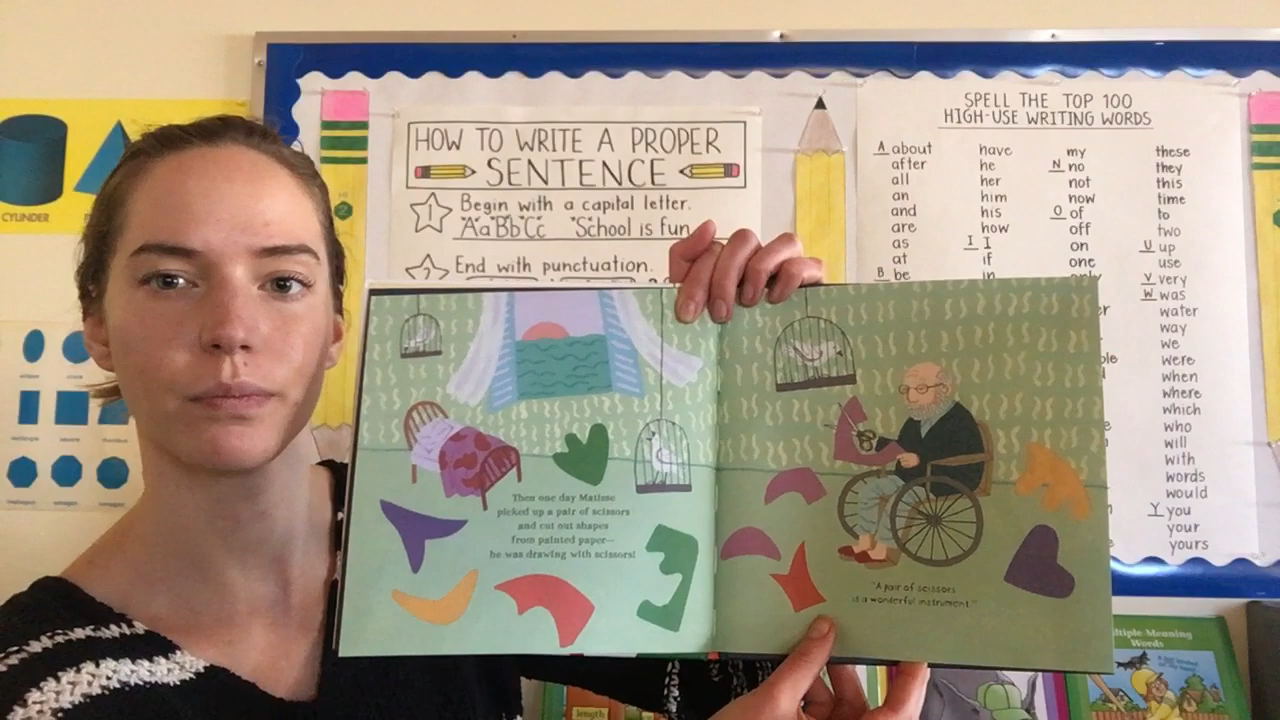 HOW TO WRITE A PROPER
SENTENCE
1 Begin with a capital letter.
"Aa Bb Cc "School is fun
2 End with punctuation.
SPELL THE TOP 100
HIGH-USE WRITING WORDS
A about
after
all
an
and
are
as
at
B be
have
he
her
him
his
how
I I
if
in
my
N no
not
now
O of
off
on
one
only
these
they
this
time
to
two
U up
use
V very
W was
water
way
we
were
when
where
which
who
will
with
words
would
Y you
your
yours
CYLINDER
Then one day Matisse
picked up a pair of scissors
and cut out shapes
from painted paper—
he was drawing with scissors!
"A pair of scissors
is a wonderful instrument."
Words
length